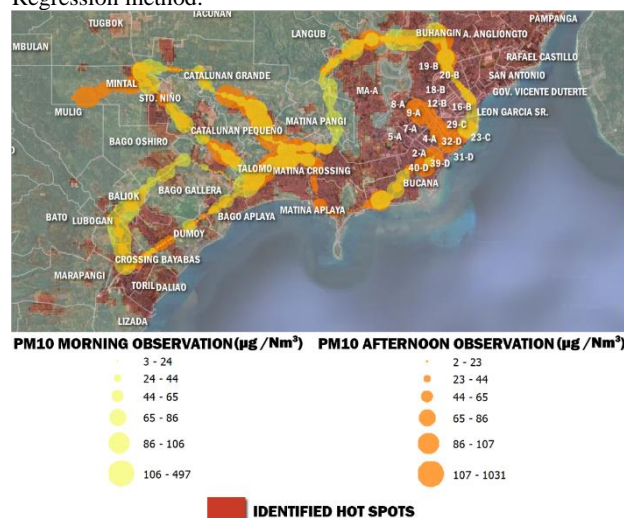 Regression method.
TUGBOK
TACUNAN
LANGUB
BUHANGIN
A. ANGLIONGTO
PAMPANGA
MBULAN
RAFAEL CASTILLO
MINTAL
CATALUNAN GRANDE
19-B
20-B
SAN ANTONIO
MULIG
STO. NIÑO
MA-A
18-B
GOV. VICENTE DUTERTE
8-A
12-B
16-B
9-A
LEON GARCIA SR.
MATINA PANGI
CATALUNAN PEQUEÑO
7-A
29-C
BAGO OSHIRO
5-A
4-A
32-D
23-C
TALOMO
MATINA CROSSING
2-A
31-D
39-D
40-D
BALIOK
BAGO GALLERA
BUCANA
BATO
LUBOGAN
BAGO APLAYA
MATINA APLAYA
DUMOY
CROSSING BAYABAS
MARAPANGI
TORIL
DALIAO
LIZADA
PM10 MORNING OBSERVATION (µg /Nm³)
3 - 24
24 - 44
44 - 65
65 - 86
86 - 106
106 - 497
PM10 AFTERNOON OBSERVATION (µg /Nm³)
2 - 23
23 - 44
44 - 65
65 - 86
86 - 107
107 - 1031
IDENTIFIED HOT SPOTS